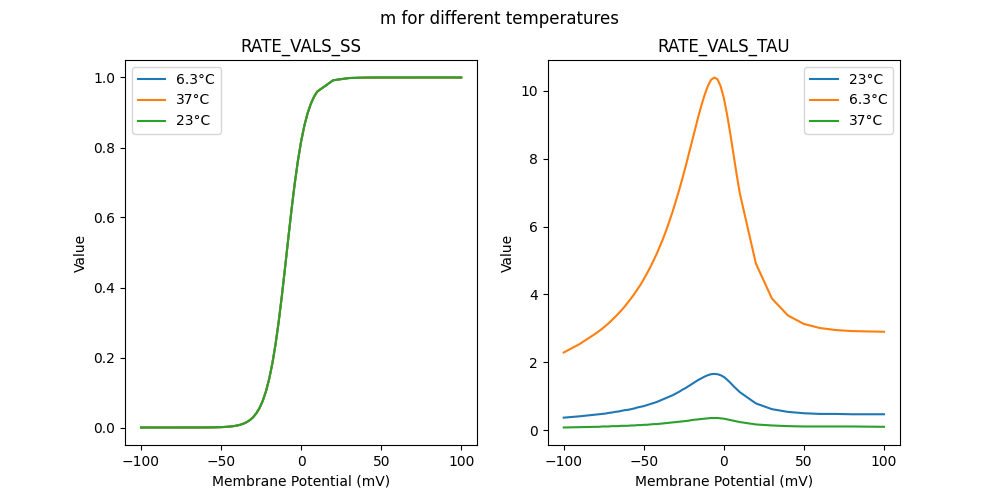 m for different temperatures
RATE_VALS_SS
RATE_VALS_TAU
6.3°C
37°C
23°C
23°C
6.3°C
37°C
Value
1.0
0.8
0.6
0.4
0.2
0.0
−100
−50
0
50
100
Membrane Potential (mV)
Value
10
8
6
4
2
0
−100
−50
0
50
100
Membrane Potential (mV)